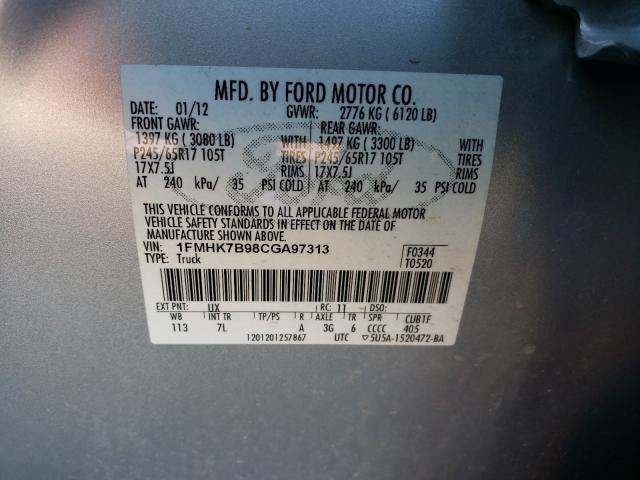 MFD. BY FORD MOTOR CO.
DATE: 01/12 GVWR: 2776 KG ( 6120 LB)
FRONT GAWR: REAR GAWR:
1397 KG ( 3080 LB) WITH 1497 KG ( 3300 LB) WITH
P245/65R17 105T TIRES P245/65R17 105T TIRES
17X7.5J RIMS 17X7.5J RIMS
AT 240 kPa/ 35 PSI COLD AT 240 kPa/ 35 PSI COLD
THIS VEHICLE CONFORMS TO ALL APPLICABLE FEDERAL MOTOR
VEHICLE SAFETY STANDARDS IN EFFECT ON THE DATE OF
MANUFACTURE SHOWN ABOVE.
VIN: 1FMHK7B98CGA97313 F0344
TYPE: Truck T0520
EXT PNT: UX RC: 11 DSO:
WB INT TR TP/PS R AXLE TR SPR CUB1F
113 7L A 3G 6 CCCC 405
1201201257867 UTC ▽5U5A-1520472-BA